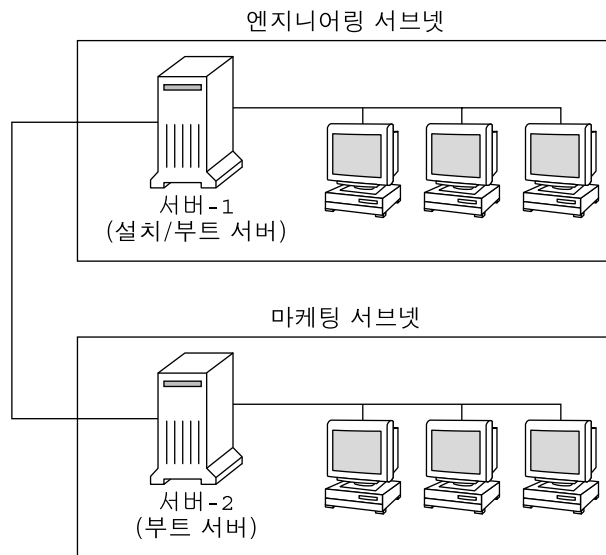 엔지니어링 서브넷
서버-1
(설치/부트 서버)
마케팅 서브넷
서버-2
(부트 서버)